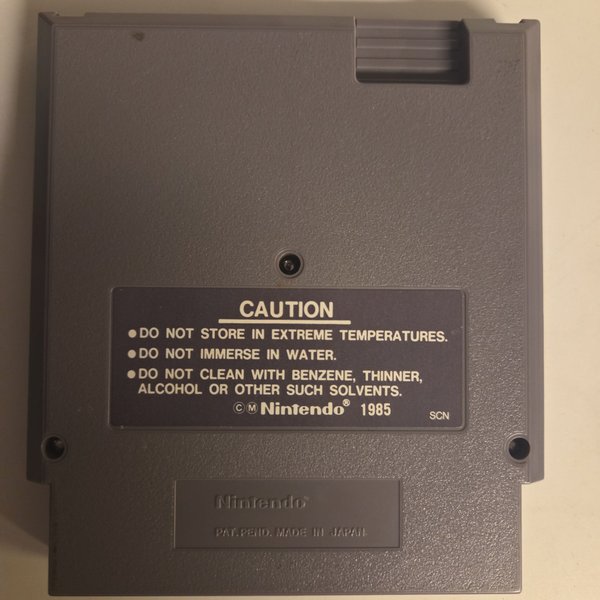 CAUTION
●DO NOT STORE IN EXTREME TEMPERATURES.
●DO NOT IMMERSE IN WATER.
●DO NOT CLEAN WITH BENZENE, THINNER,
ALCOHOL OR OTHER SUCH SOLVENTS.
ⒸⓂNintendo® 1985
SCN
Nintendo®
PAT. PEND. MADE IN JAPAN